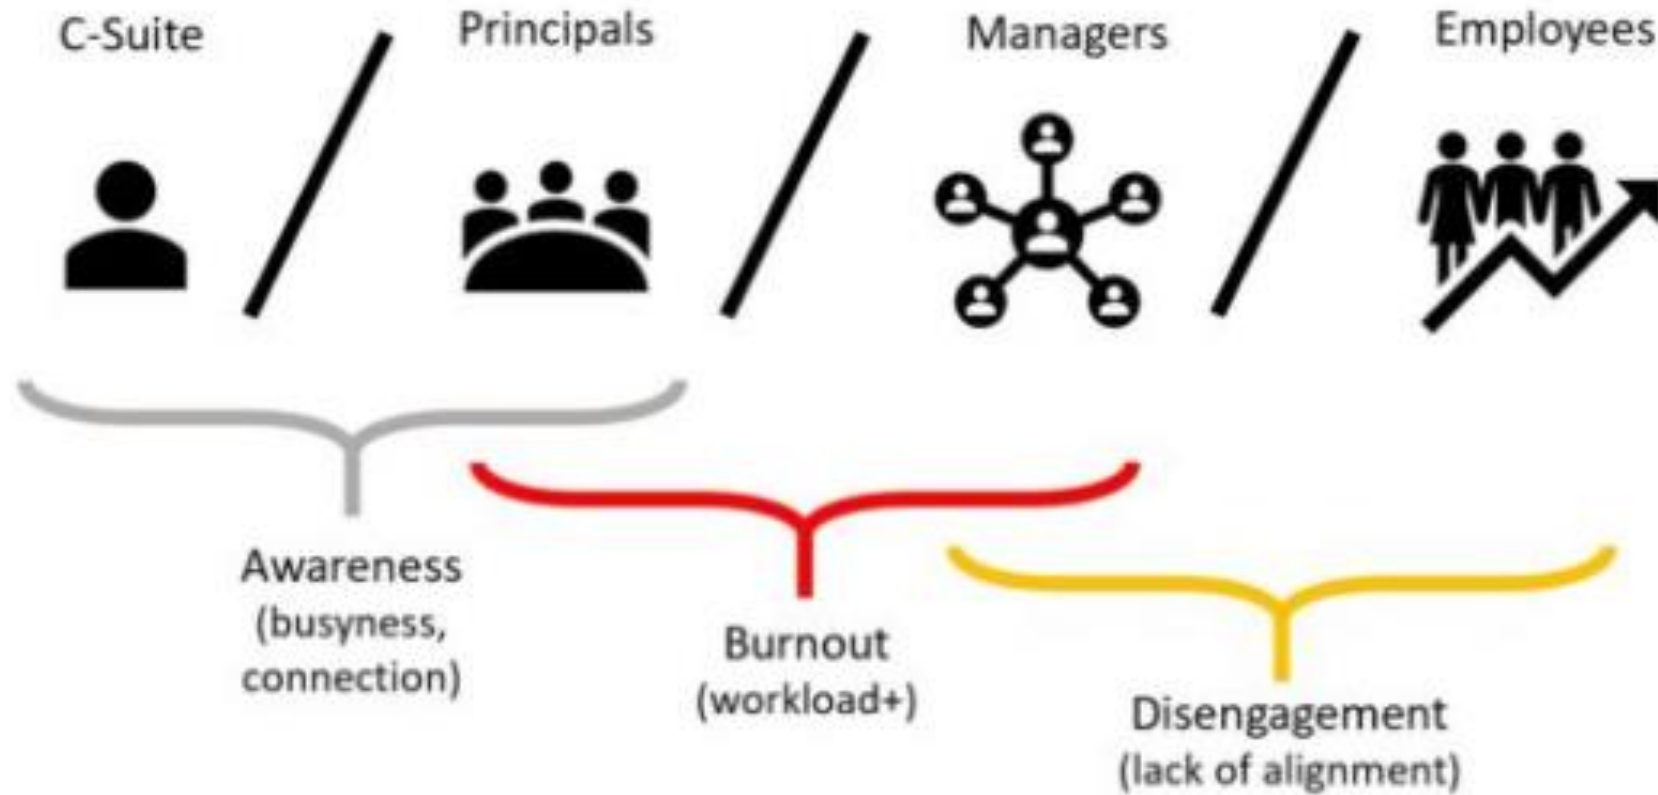 C-Suite
Principals
Managers
Employees
Awareness
(busyness,
connection)
Burnout
(workload+)
Disengagement
(lack of alignment)